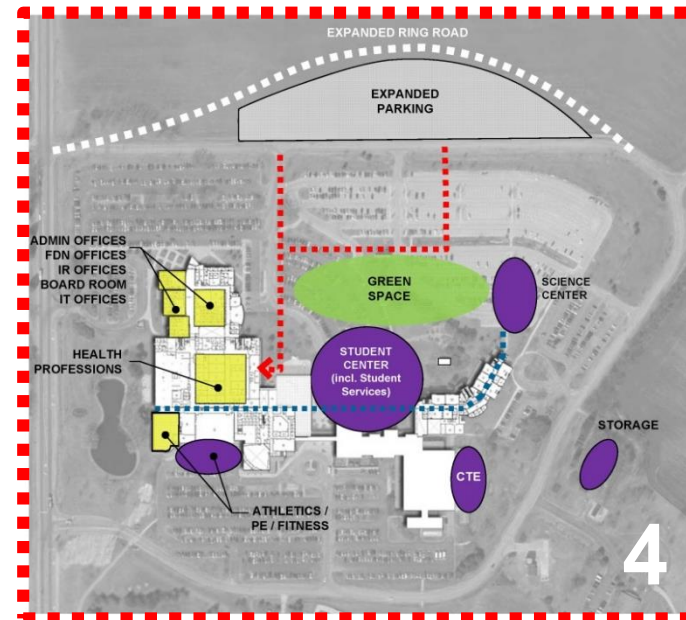 EXPANDED RING ROAD
EXPANDED
PARKING
ADMIN OFFICES
FDN OFFICES
IR OFFICES
BOARD ROOM
IT OFFICES
GREEN
SPACE
SCIENCE
CENTER
HEALTH
PROFESSIONS
STUDENT
CENTER
(incl. Student
Services)
STORAGE
CTE
ATHLETICS /
PE / FITNESS
4